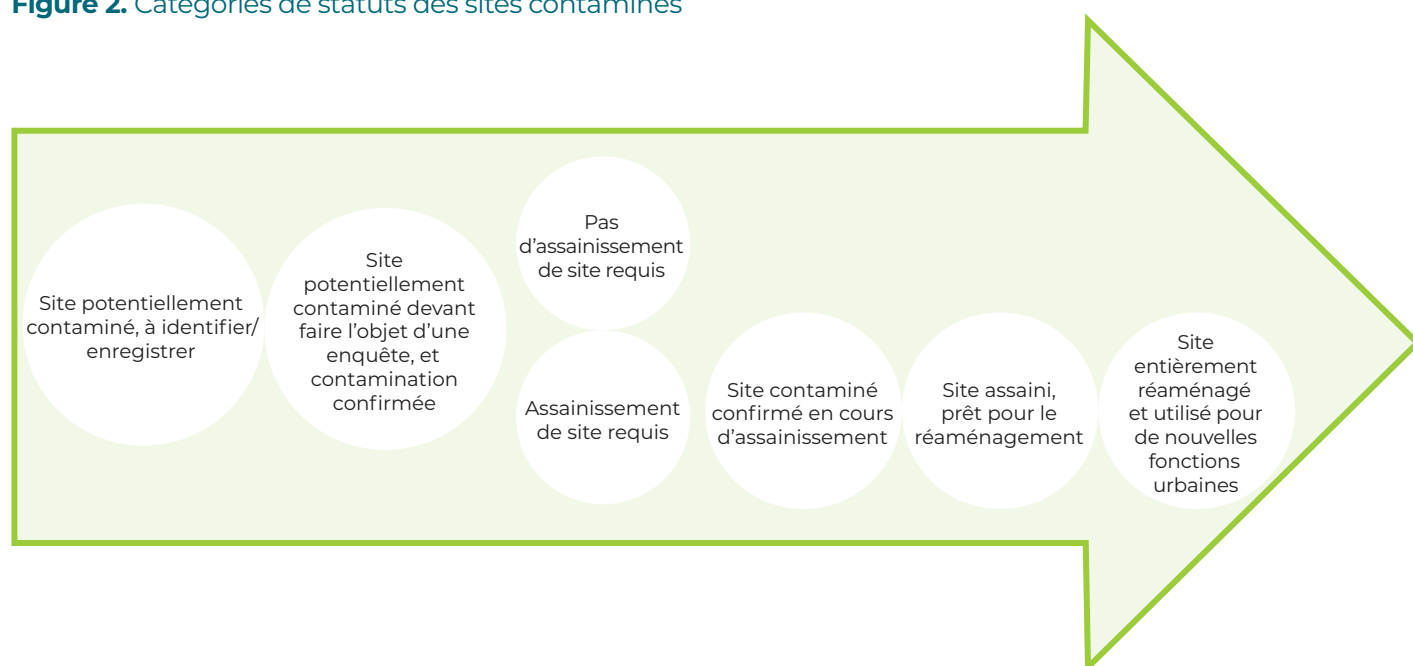 Figure 2. Catégories de statuts des sites contaminés
Site potentiellement
contaminé, à identifier/
enregistrer
Site
potentiellement
contaminé devant
faire l’objet d’une
enquête, et
contamination
confirmée
Pas
d’assainissement
de site requis
Assainissement
de site requis
Site contaminé
confirmé en cours
d’assainissement
Site assaini,
prêt pour le
réaménagement
Site
entièrement
réaménagé
et utilisé pour
de nouvelles
fonctions
urbaines